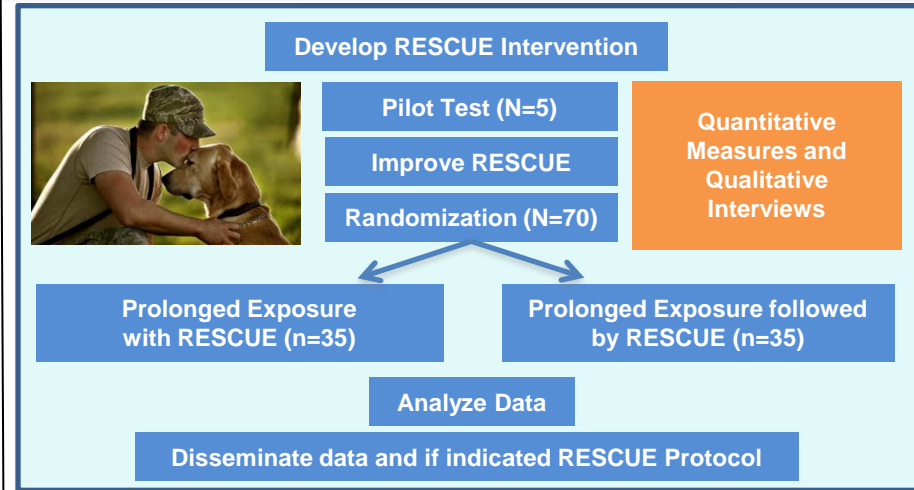 Develop RESCUE Intervention
Pilot Test (N=5)
Improve RESCUE
Randomization (N=70)
Quantitative
Measures and
Qualitative
Interviews
Prolonged Exposure
with RESCUE (n=35)
Prolonged Exposure followed
by RESCUE (n=35)
Analyze Data
Disseminate data and if indicated RESCUE Protocol